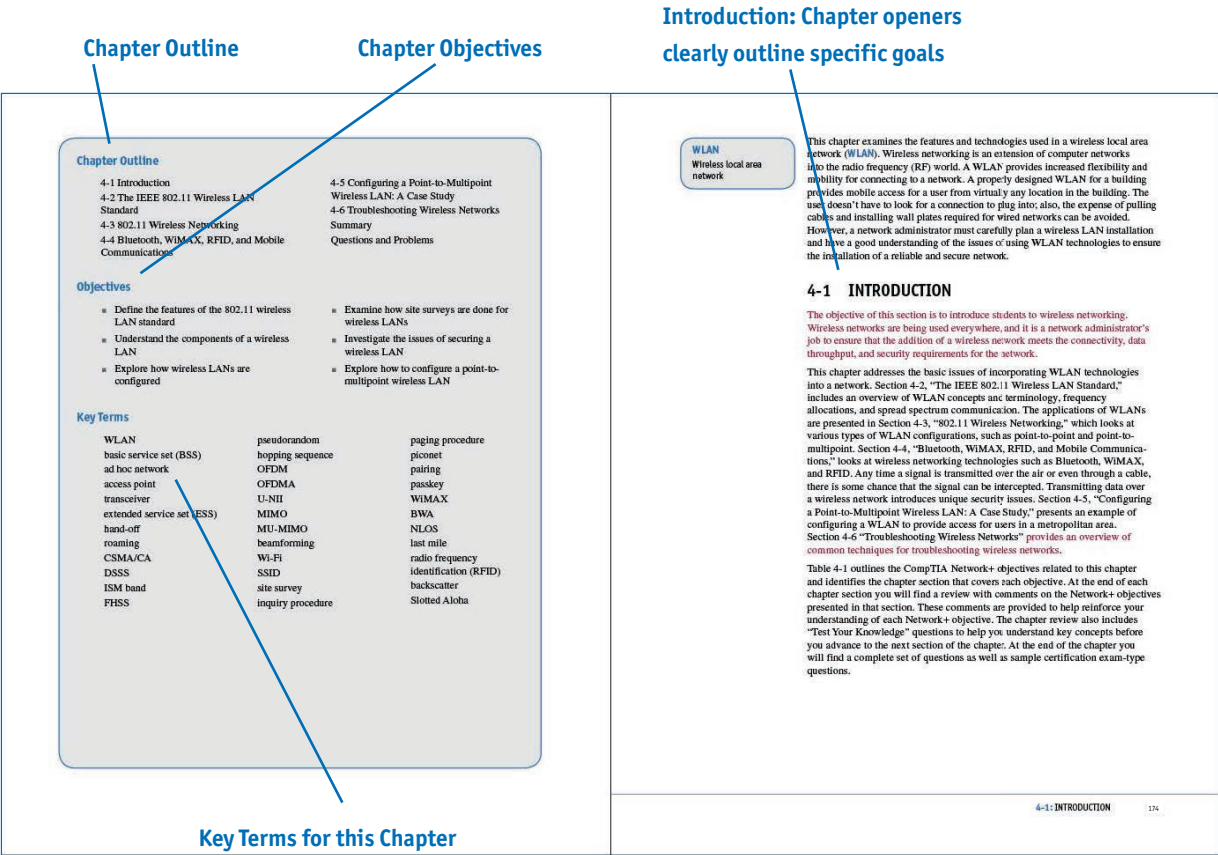 Introduction: Chapter openers
clearly outline specific goals
Chapter Outline
Chapter Objectives
Chapter Outline
4-1 Introduction
4-2 The IEEE 802.11 Wireless LAN
Standard
4-3 802.11 Wireless Networking
4-4 Bluetooth, WiMAX, RFID, and Mobile
Communications
4-5 Configuring a Point-to-Multipoint
Wireless LAN: A Case Study
4-6 Troubleshooting Wireless Networks
Summary
Questions and Problems
Objectives
■ Define the features of the 802.11 wireless
LAN standard
■ Understand the components of a wireless
LAN
■ Explore how wireless LANs are
configured
■ Examine how site surveys are done for
wireless LANs
■ Investigate the issues of securing a
wireless LAN
■ Explore how to configure a point-to-
multipoint wireless LAN
Key Terms
WLAN
basic service set (BSS)
ad hoc network
access point
transceiver
extended service set (ESS)
hand-off
roaming
CSMA/CA
DSSS
ISM band
FHSS
pseudorandom
hopping sequence
OFDM
OFDMA
U-NII
MIMO
MU-MIMO
beamforming
Wi-Fi
SSID
site survey
inquiry procedure
paging procedure
piconet
pairing
passkey
WiMAX
BWA
NLOS
last mile
radio frequency
identification (RFID)
backscatter
Slotted Aloha
Key Terms for this Chapter
WLAN
Wireless local area
network
This chapter examines the features and technologies used in a wireless local area
network (WLAN). Wireless networking is an extension of computer networks
into the radio frequency (RF) world. A WLAN provides increased flexibility and
mobility for connecting to a network. A properly designed WLAN for a building
provides mobile access for a user from virtually any location in the building. The
user doesn't have to look for a connection to plug into; also, the expense of pulling
cables and installing wall plates required for wired networks can be avoided.
However, a network administrator must carefully plan a wireless LAN installation
and have a good understanding of the issues of using WLAN technologies to ensure
the installation of a reliable and secure network.
4-1 INTRODUCTION
The objective of this section is to introduce students to wireless networking.
Wireless networks are being used everywhere, and it is a network administrator's
job to ensure that the addition of a wireless network meets the connectivity, data
throughput, and security requirements for the network.
This chapter addresses the basic issues of incorporating WLAN technologies
into a network. Section 4-2, "The IEEE 802.11 Wireless LAN Standard,"
includes an overview of WLAN concepts and terminology, frequency
allocations, and spread spectrum communication. The applications of WLANs
are presented in Section 4-3, "802.11 Wireless Networking," which looks at
various types of WLAN configurations, such as point-to-point and point-to-
multipoint. Section 4-4, "Bluetooth, WiMAX, RFID, and Mobile Communica-
tions," looks at wireless networking technologies such as Bluetooth, WiMAX,
and RFID. Any time a signal is transmitted over the air or even through a cable,
there is some chance that the signal can be intercepted. Transmitting data over
a wireless network introduces unique security issues. Section 4-5, "Configuring
a Point-to-Multipoint Wireless LAN: A Case Study," presents an example of
configuring a WLAN to provide access for users in a metropolitan area.
Section 4-6 "Troubleshooting Wireless Networks" provides an overview of
common techniques for troubleshooting wireless networks.
Table 4-1 outlines the CompTIA Network+ objectives related to this chapter
and identifies the chapter section that covers each objective. At the end of each
chapter section you will find a review with comments on the Network+ objectives
presented in that section. These comments are provided to help reinforce your
understanding of each Network+ objective. The chapter review also includes
"Test Your Knowledge" questions to help you understand key concepts before
you advance to the next section of the chapter. At the end of the chapter you
will find a complete set of questions as well as sample certification exam-type
questions.
4-1: INTRODUCTION 174